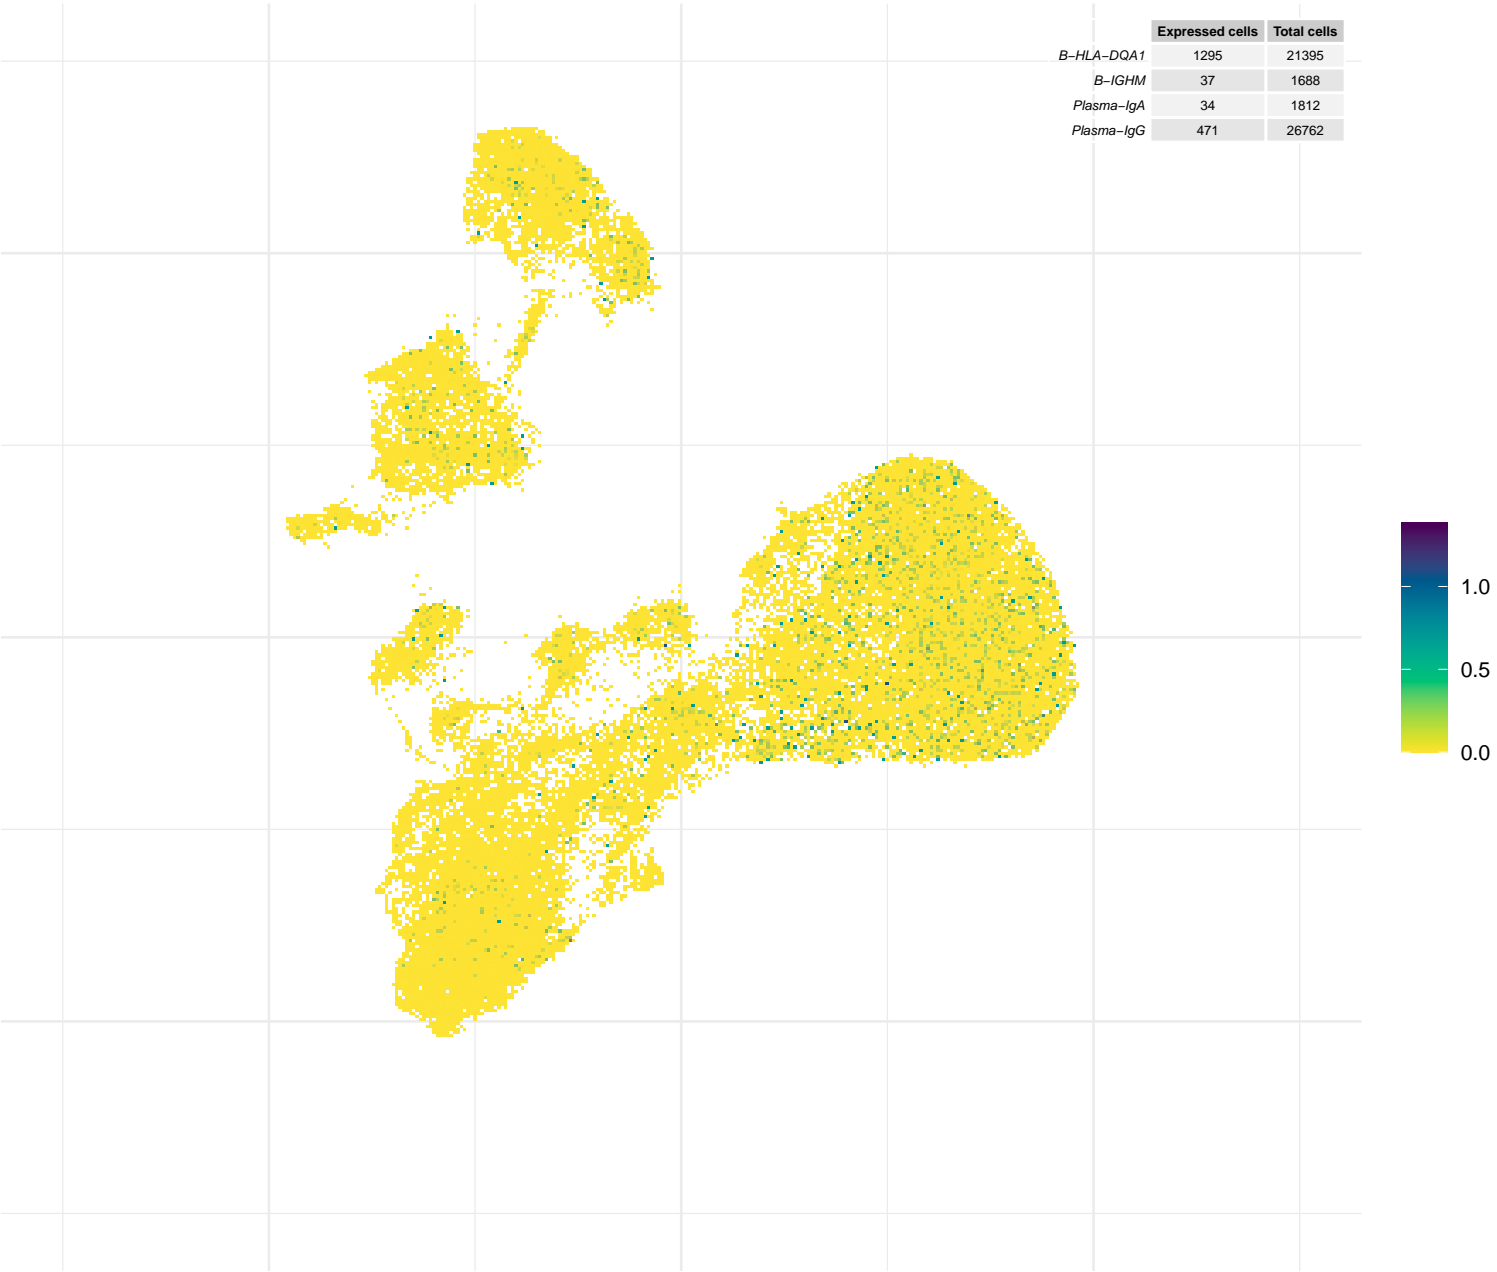 Expressed cells Total cells
B−HLA−DQA1 1295 21395
B−IGHM 37 1688
Plasma−IgA 34 1812
Plasma−IgG 471 26762
1.0
0.5
0.0